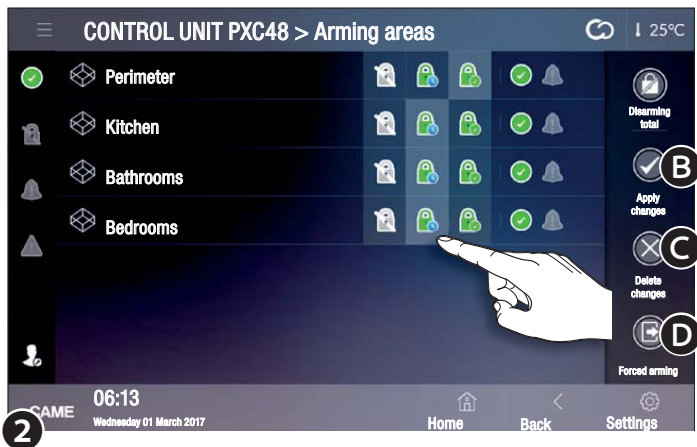 CONTROL UNIT PXC48 > Arming areas
25°C
Perimeter
Kitchen
Bathrooms
Bedrooms
Disarming
total
B
Apply
changes
C
Delete
changes
D
Forced arming
2
CAME
06:13
Wednesday 01 March 2017
Home
Back
Settings